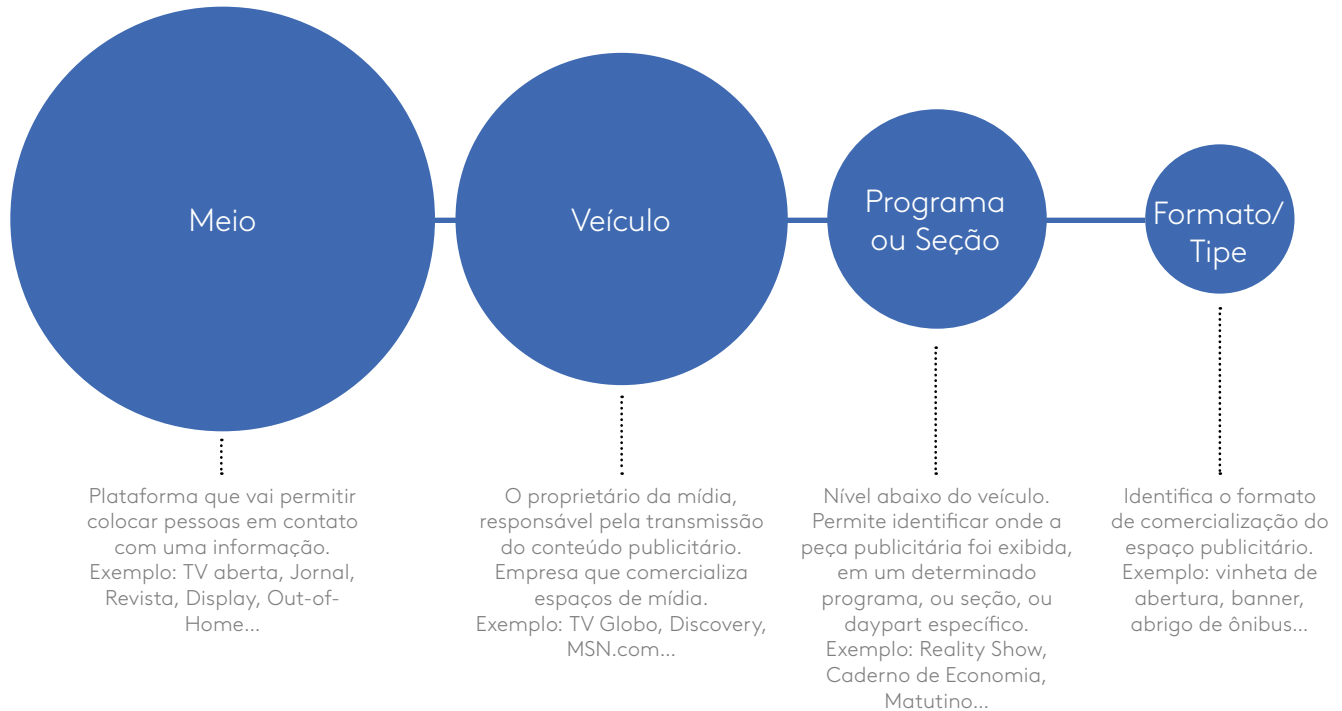 Meio
Veículo
Programa
ou Seção
Formato/
Tipe
Plataforma que vai permitir
colocar pessoas em contato
com uma informação.
Exemplo: TV aberta, Jornal,
Revista, Display, Out-of-
Home...
O proprietário da mídia,
responsável pela transmissão
do conteúdo publicitário.
Empresa que comercializa
espaços de mídia.
Exemplo: TV Globo, Discovery,
MSN.com...
Nível abaixo do veículo.
Permite identificar onde a
peça publicitária foi exibida,
em um determinado
programa, ou seção, ou
daypart específico.
Exemplo: Reality Show,
Caderno de Economia,
Matutino...
Identifica o formato
de comercialização do
espaço publicitário.
Exemplo: vinheta de
abertura, banner,
abrigo de ônibus...